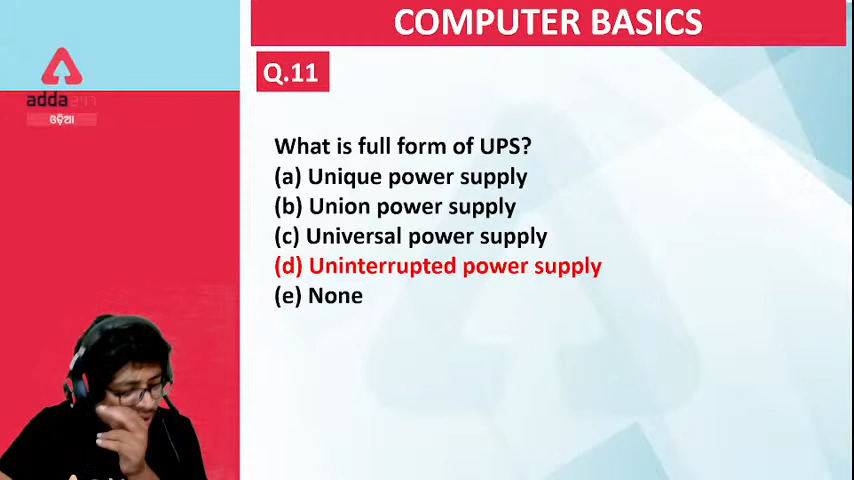 COMPUTER BASICS
Q.11
adda247
ଓଡ଼ିଆ
What is full form of UPS?
(a) Unique power supply
(b) Union power supply
(c) Universal power supply
(d) Uninterrupted power supply
(e) None